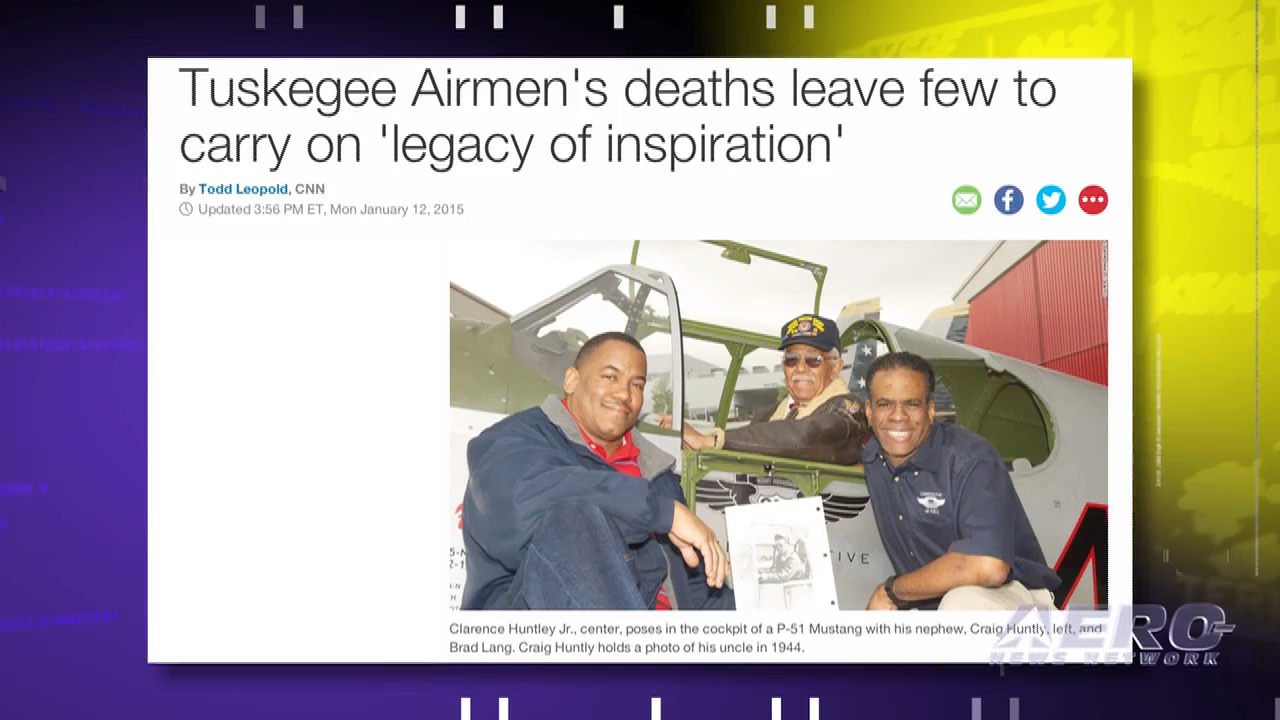 Tuskegee Airmen's deaths leave few to
carry on 'legacy of inspiration'
By Todd Leopold, CNN
Updated 3:56 PM ET, Mon January 12, 2015
Clarence Huntley Jr., center, poses in the cockpit of a P-51 Mustang with his nephew, Craig Huntly, left, and
Brad Lang. Craig Huntly holds a photo of his uncle in 1944.
AERO
NEWS NETWORK